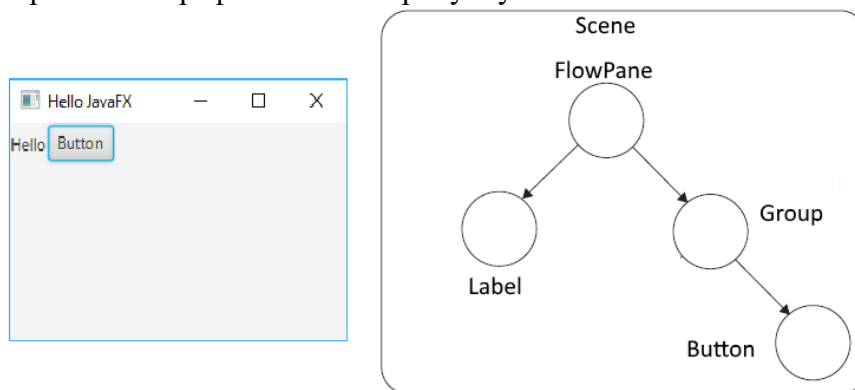 Hello JavaFX
Hello Button
Scene
FlowPane
Group
Label
Button